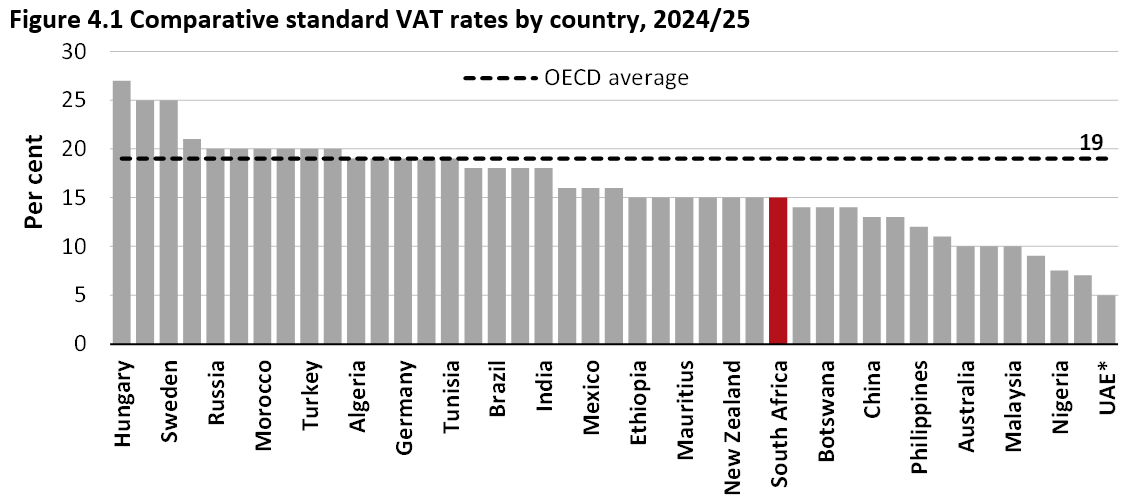 Figure 4.1 Comparative standard VAT rates by country, 2024/25
30
25
20
15
10
5
0
Per cent
OECD average
19
Hungary
Sweden
Russia
Morocco
Turkey
Algeria
Germany
Tunisia
Brazil
India
Mexico
Ethiopia
Mauritius
New Zealand
South Africa
Botswana
China
Philippines
Australia
Malaysia
Nigeria
UAE*